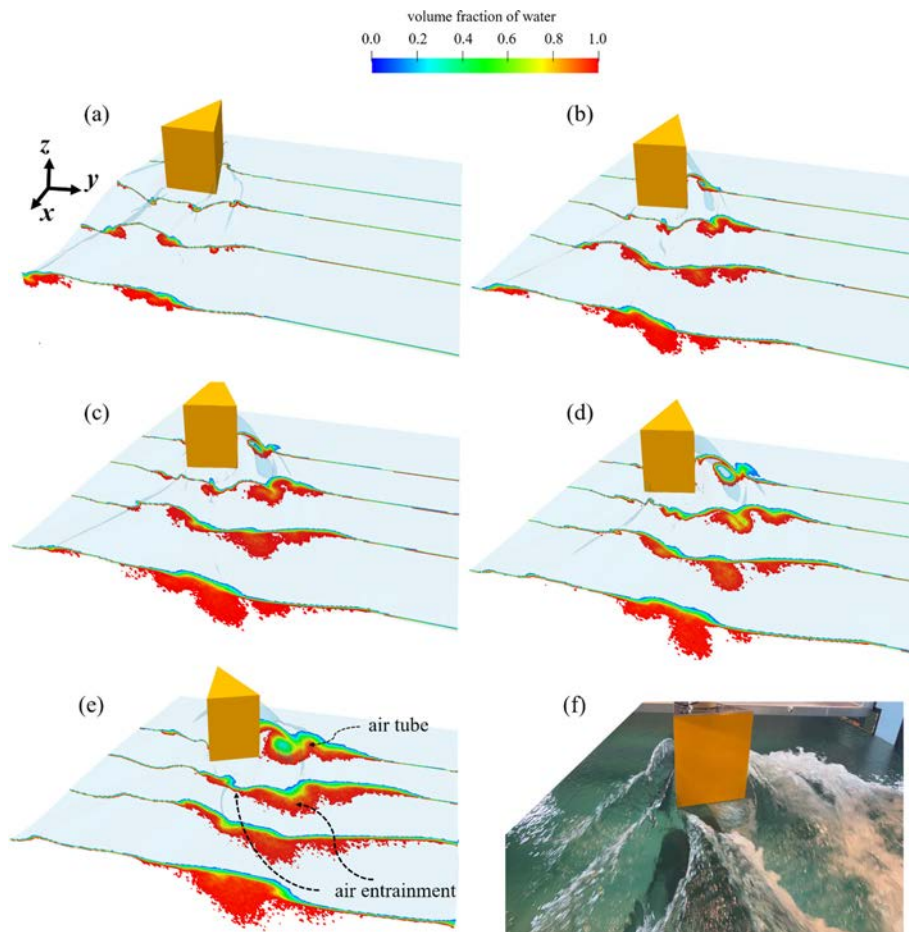 volume fraction of water
0.0 0.2 0.4 0.6 0.8 1.0
(a)
(b)
z
y
x
(c)
(d)
(e)
(f)
air tube
air entrainment